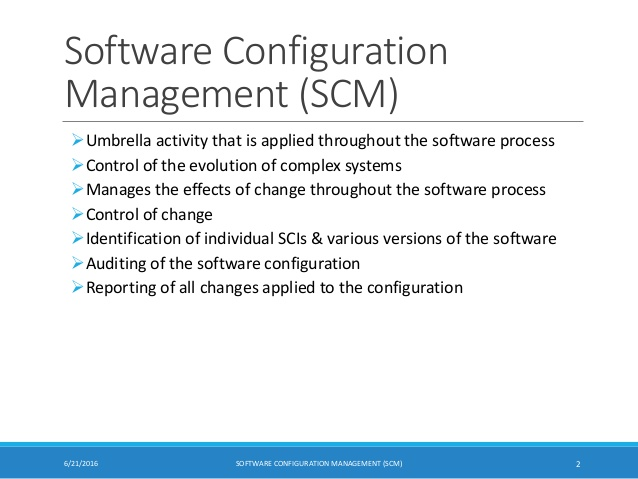 Software Configuration
Management (SCM)
Umbrella activity that is applied throughout the software process
Control of the evolution of complex systems
Manages the effects of change throughout the software process
Control of change
Identification of individual SCIs & various versions of the software
Auditing of the software configuration
Reporting of all changes applied to the configuration
6/21/2016 SOFTWARE CONFIGURATION MANAGEMENT (SCM) 2